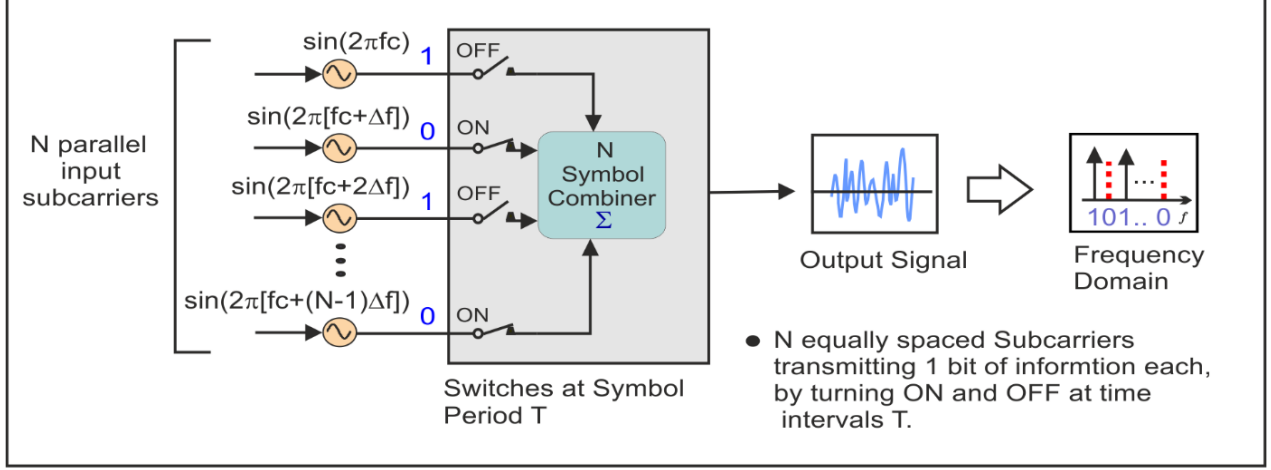 N parallel
input
subcarriers
sin(2πfc)
1
OFF
sin(2π[fc+Δf])
0
ON
sin(2π[fc+2Δf])
1
OFF
sin(2π[fc+(N-1)Δf])
0
ON
N
Symbol
Combiner
Σ
Switches at Symbol
Period T
Output Signal
...
101.. 0 f
Frequency
Domain
● N equally spaced Subcarriers
transmitting 1 bit of informtion each,
by turning ON and OFF at time
intervals T.